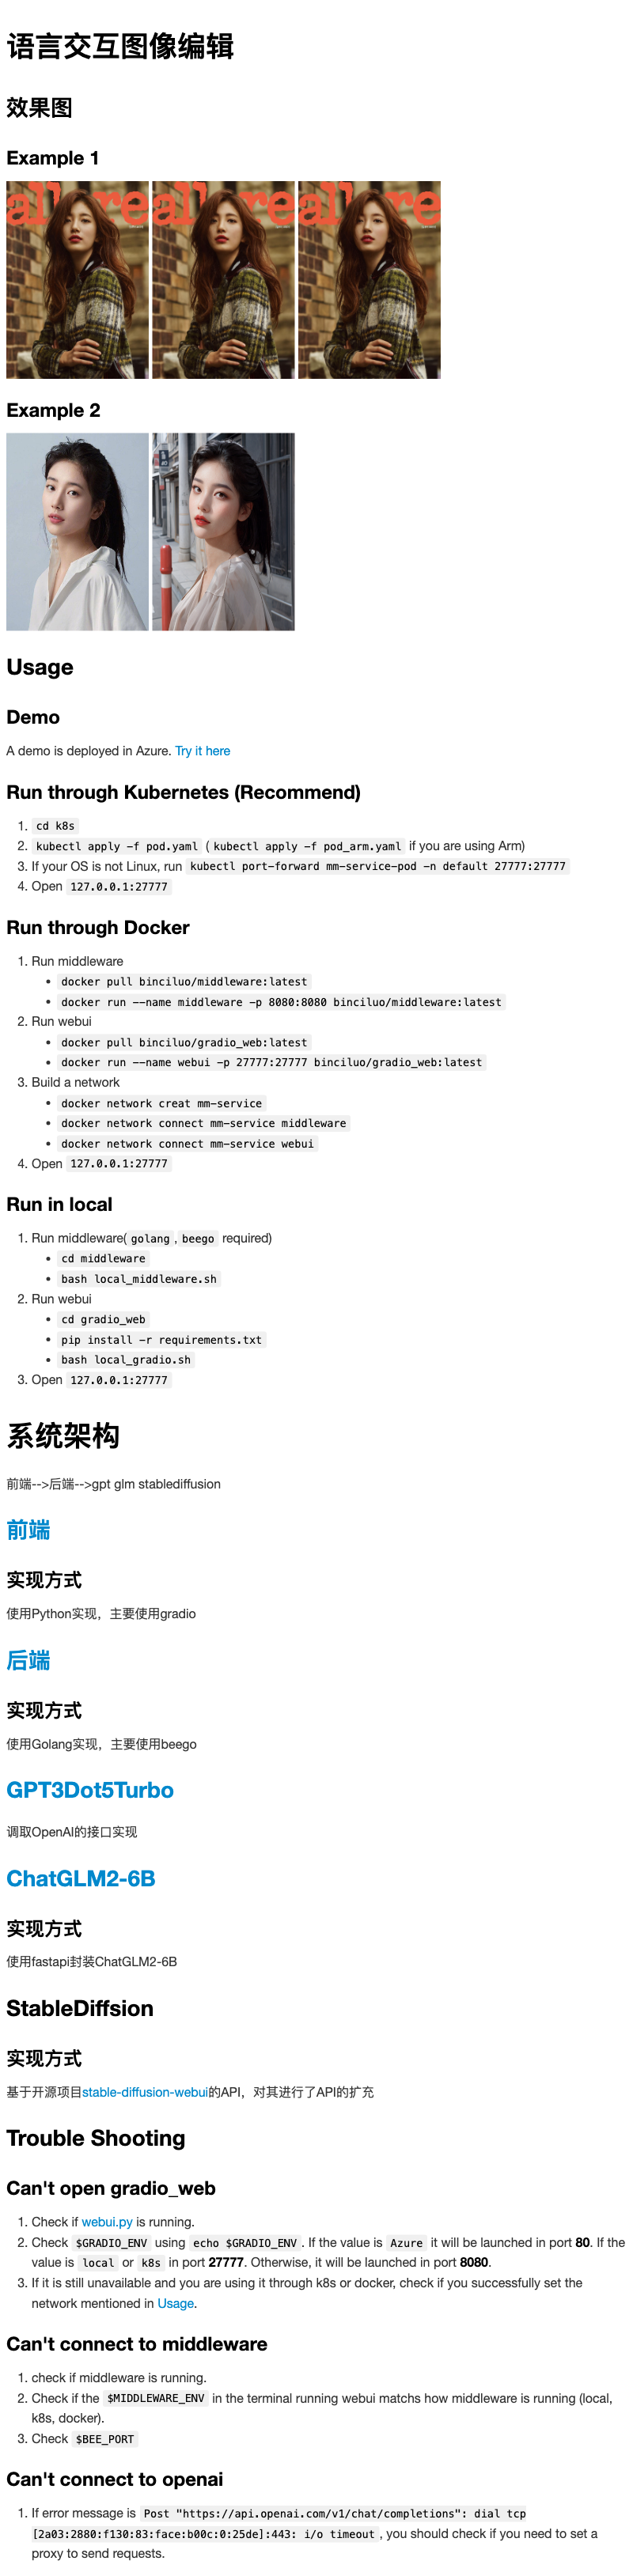 语言交互图像编辑
效果图
Example 1
allure allure allure
Example 2
Usage
Demo
A demo is deployed in Azure. Try it here
Run through Kubernetes (Recommend)
1. cd k8s
2. kubectl apply -f pod.yaml ( kubectl apply -f pod_arm.yaml if you are using Arm)
3. If your OS is not Linux, run kubectl port-forward mm-service-pod -n default 27777:27777
4. Open 127.0.0.1:27777
Run through Docker
1. Run middleware
• docker pull binciluo/middleware:latest
• docker run --name middleware -p 8080:8080 binciluo/middleware:latest
2. Run webui
• docker pull binciluo/gradio_web:latest
• docker run --name webui -p 27777:27777 binciluo/gradio_web:latest
3. Build a network
• docker network creat mm-service
• docker network connect mm-service middleware
• docker network connect mm-service webui
4. Open 127.0.0.1:27777
Run in local
1. Run middleware( golang , beego required)
• cd middleware
• bash local_middleware.sh
2. Run webui
• cd gradio_web
• pip install -r requirements.txt
• bash local_gradio.sh
3. Open 127.0.0.1:27777
系统架构
前端-->后端-->gpt glm stablediffusion
前端
实现方式
使用Python实现，主要使用gradio
后端
实现方式
使用Golang实现，主要使用beego
GPT3Dot5Turbo
调取OpenAI的接口实现
ChatGLM2-6B
实现方式
使用fastapi封装ChatGLM2-6B
StableDiffsion
实现方式
基于开源项目stable-diffusion-webui的API，对其进行了API的扩充
Trouble Shooting
Can't open gradio_web
1. Check if webui.py is running.
2. Check $GRADIO_ENV using echo $GRADIO_ENV . If the value is Azure it will be launched in port 80. If the
value is local or k8s in port 27777. Otherwise, it will be launched in port 8080.
3. If it is still unavailable and you are using it through k8s or docker, check if you successfully set the
network mentioned in Usage.
Can't connect to middleware
1. check if middleware is running.
2. Check if the $MIDDLEWARE_ENV in the terminal running webui matchs how middleware is running (local,
k8s, docker).
3. Check $BEE_PORT
Can't connect to openai
1. If error message is Post "https://api.openai.com/v1/chat/completions": dial tcp
[2a03:2880:f130:83:face:b00c:0:25de]:443: i/o timeout , you should check if you need to set a
proxy to send requests.